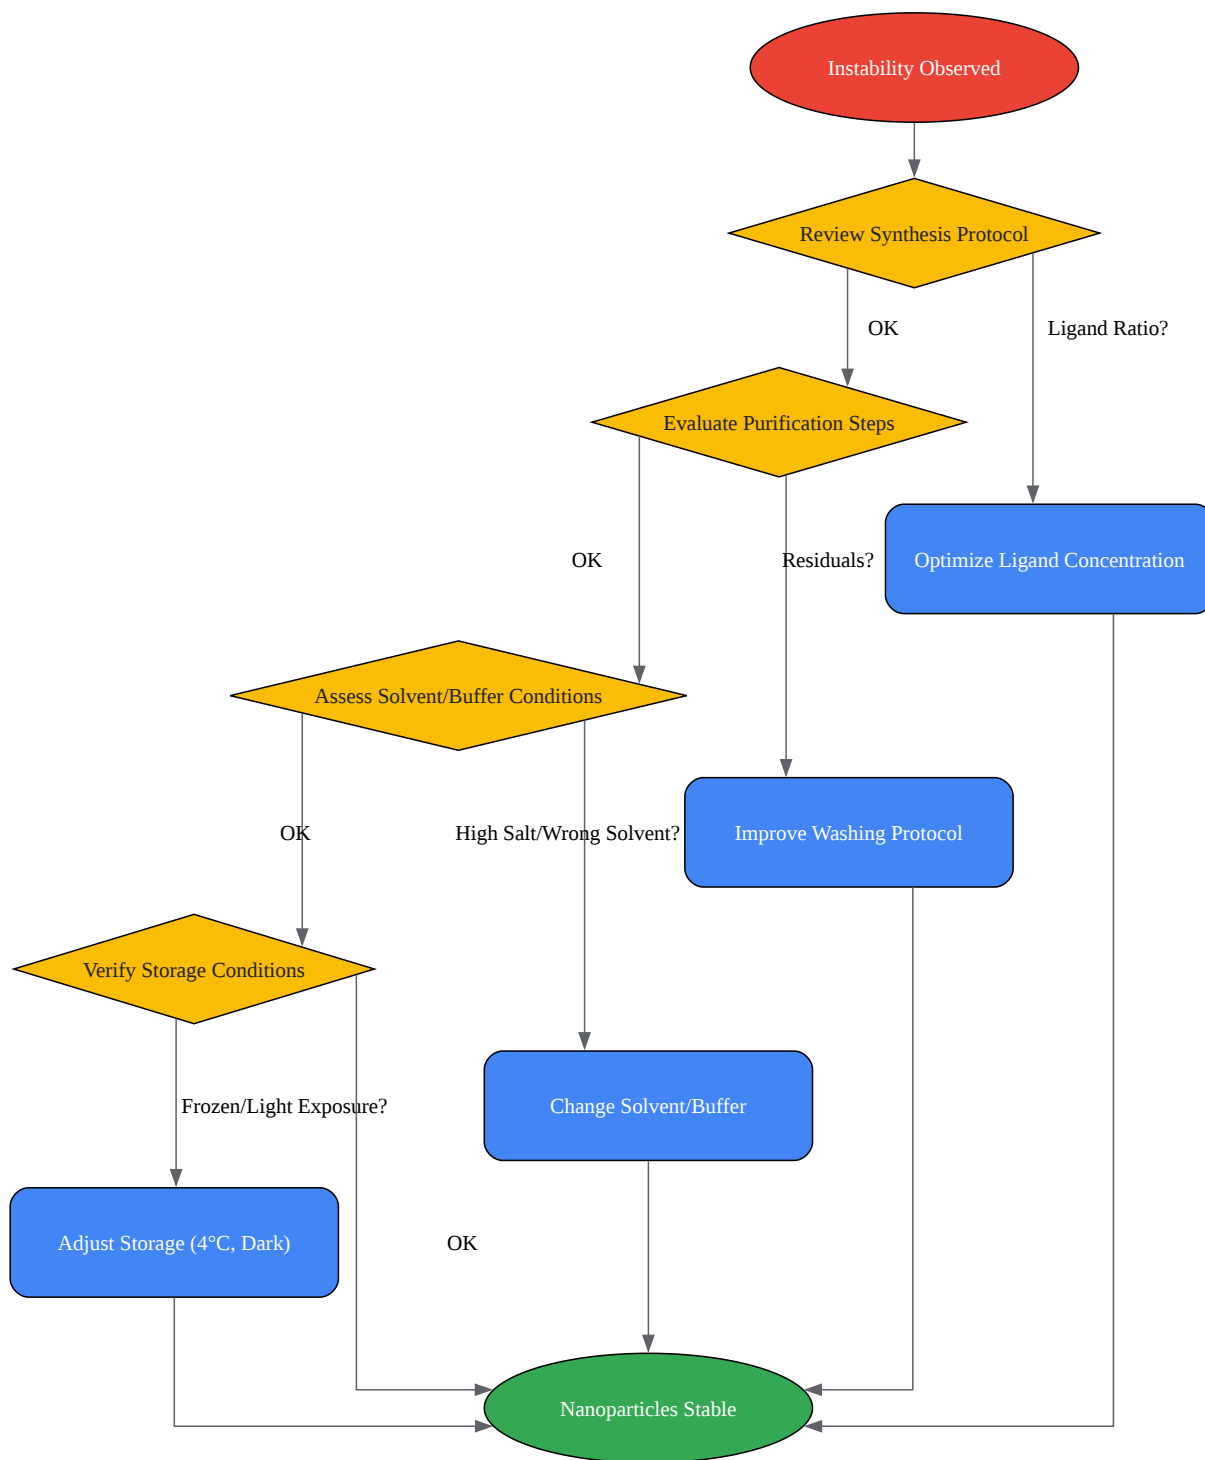 Instability Observed
Review Synthesis Protocol
OK
Ligand Ratio?
Evaluate Purification Steps
OK
Residuals?
Optimize Ligand Concentration
Assess Solvent/Buffer Conditions
OK
High Salt/Wrong Solvent?
Improve Washing Protocol
Verify Storage Conditions
Frozen/Light Exposure?
Change Solvent/Buffer
Adjust Storage (4°C, Dark)
OK
Nanoparticles Stable